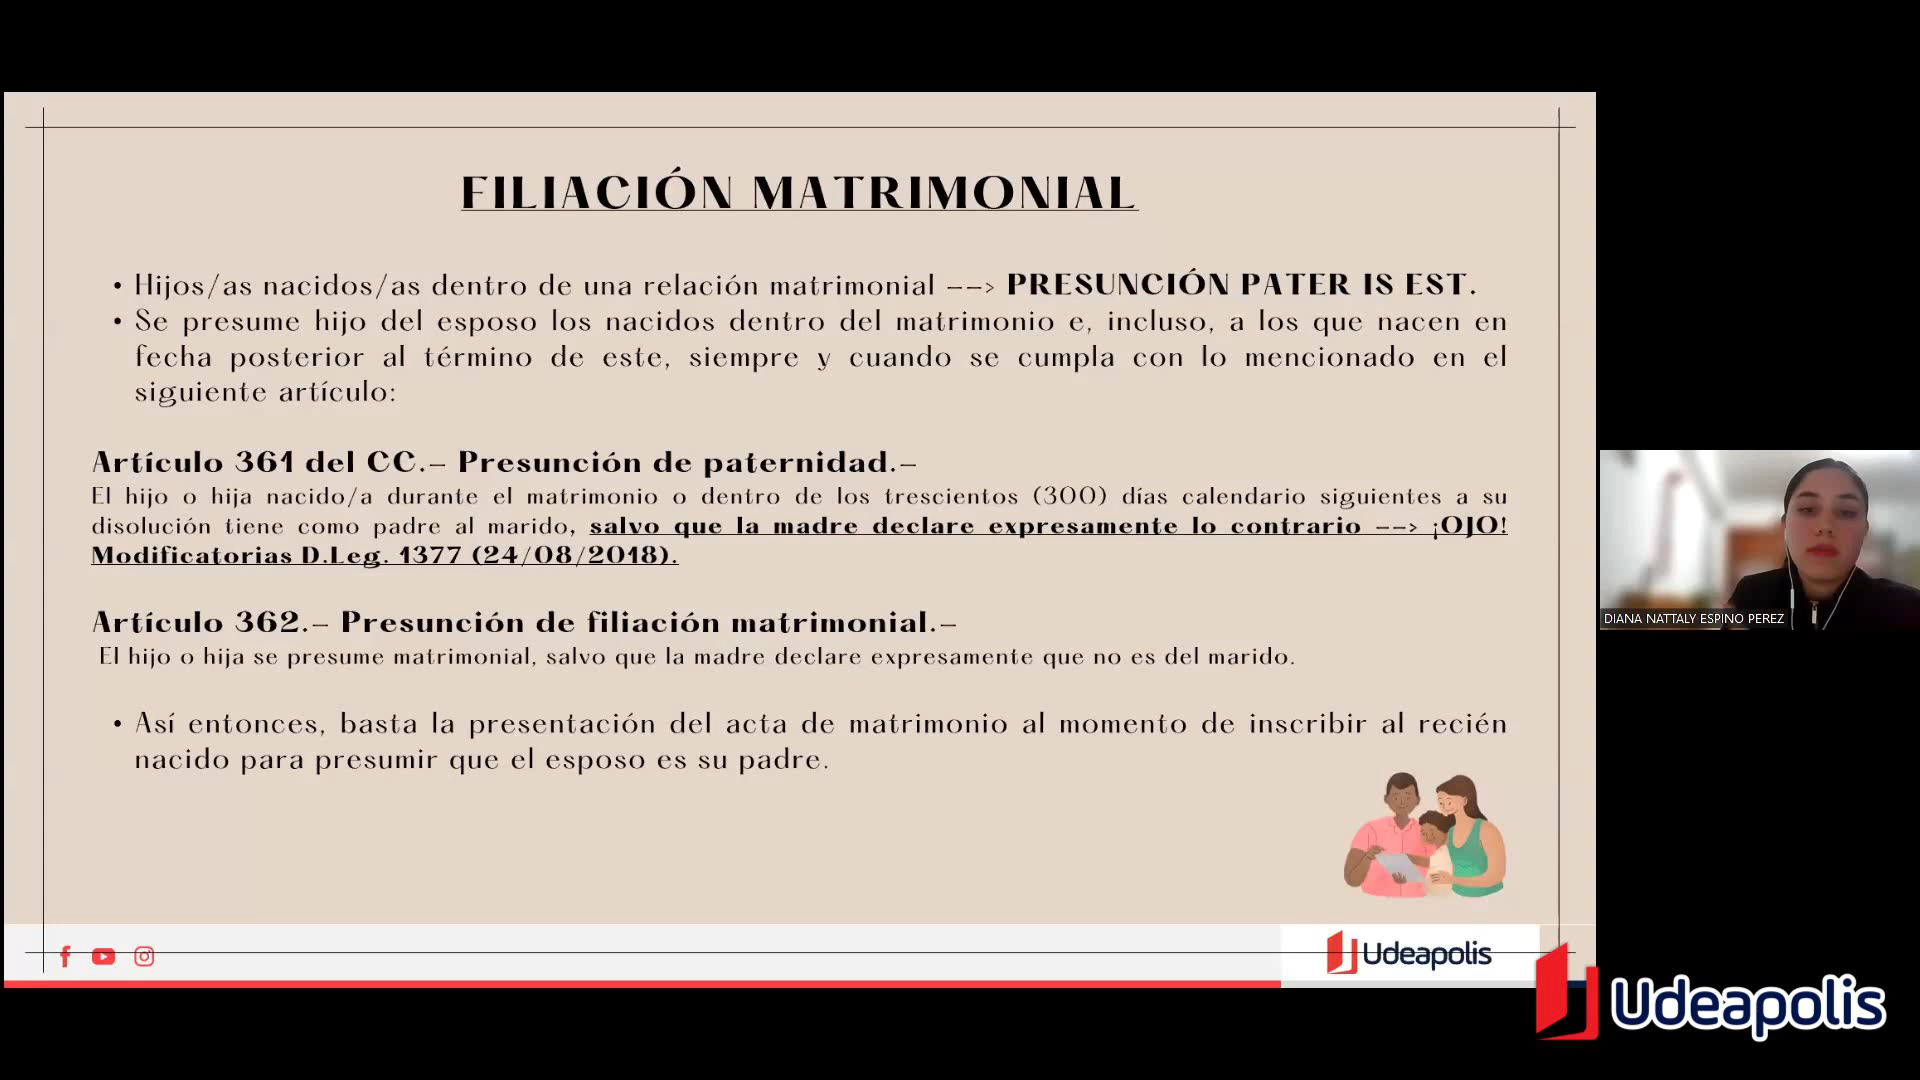 FILIACIÓN MATRIMONIAL
• Hijos/as nacidos/as dentro de una relación matrimonial --> PRESUNCIÓN PATER IS EST.
• Se presume hijo del esposo los nacidos dentro del matrimonio e, incluso, a los que nacen en
fecha posterior al término de este, siempre y cuando se cumpla con lo mencionado en el
siguiente artículo:
Artículo 361 del CC.- Presunción de paternidad.-
El hijo o hija nacido/a durante el matrimonio o dentro de los trescientos (300) días calendario siguientes a su
disolución tiene como padre al marido, salvo que la madre declare expresamente lo contrario --> ¡OJO!
Modificatorias D.Leg. 1377 (24/08/2018).
Artículo 362.- Presunción de filiación matrimonial.-
El hijo o hija se presume matrimonial, salvo que la madre declare expresamente que no es del marido.
• Así entonces, basta la presentación del acta de matrimonio al momento de inscribir al recién
nacido para presumir que el esposo es su padre.
DIANA NATTALY ESPINO PEREZ
Udeapolis
Udeapolis